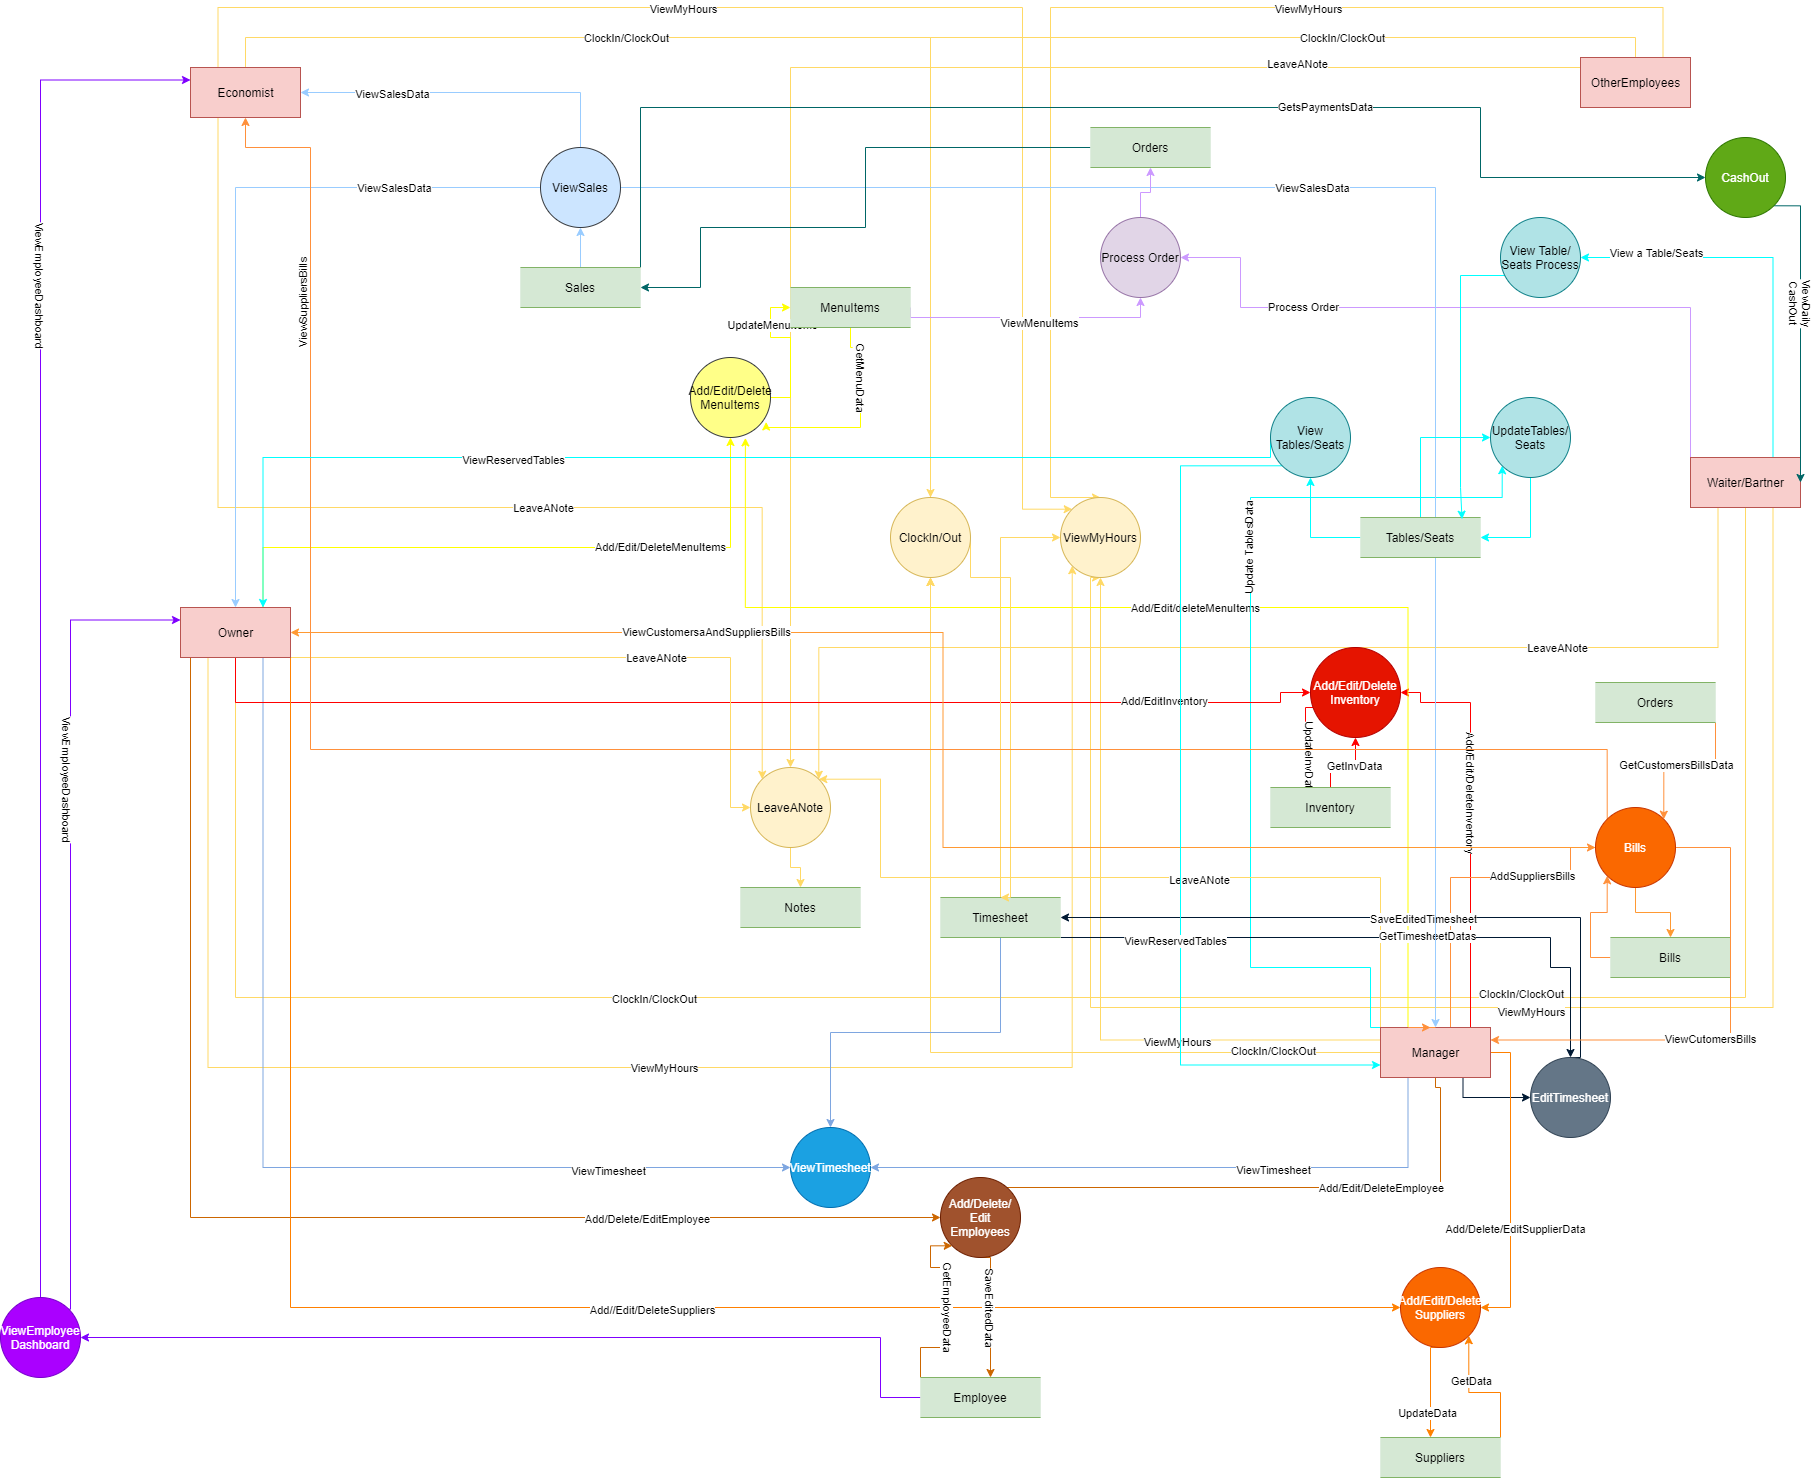 ViewMyHours
ViewMyHours
ClockIn/ClockOut
ClockIn/ClockOut
LeaveANote
OtherEmployees
Economist
ViewSalesData
GetsPaymentsData
Orders
CashOut
ViewSales
ViewSalesData
ViewSalesData
ViewEmployeeDashboard
ViewSuppliersBills
Process Order
View Table/
Seats Process
View a Table/Seats
ViewDaily
CashOut
Sales
MenuItems
Process Order
UpdateMenuItems
ViewMenuItems
GetMenuData
Add/Edit/Delete
MenuItems
View
Tables/Seats
UpdateTables/
Seats
ViewReservedTables
Waiter/Bartner
LeaveANote
Update TablesData
ClockIn/Out
ViewMyHours
Tables/Seats
Add/Edit/DeleteMenuItems
Add/Edit/deleteMenuItems
Owner
ViewCustomersaAndSuppliersBills
LeaveANote
LeaveANote
Add/Edit/Delete
Inventory
Add/EditInventory
Orders
ViewEmployeeDashboard
UpdateInvDat
GetInvData
Add/Edit/DeleteInventory
GetCustomersBillsData
LeaveANote
Inventory
Bills
LeaveANote
AddSuppliersBills
Notes
Timesheet
SaveEditedTimesheet
GetTimesheetDatas
ViewReservedTables
Bills
ClockIn/ClockOut
ClockIn/ClockOut
ViewMyHours
ViewMyHours
ClockIn/ClockOut
Manager
ViewCutomersBills
ViewMyHours
EditTimesheet
ViewTimesheet
ViewTimesheet
ViewTimesheet
Add/Edit/DeleteEmployee
Add/Delete/
Edit
Employees
Add/Delete/EditEmployee
Add/Delete/EditSupplierData
GetEmployeeData
SaveEditedData
Add//Edit/DeleteSuppliers
Add/Edit/Delete
Suppliers
ViewEmployee
Dashboard
GetData
Employee
UpdateData
Suppliers